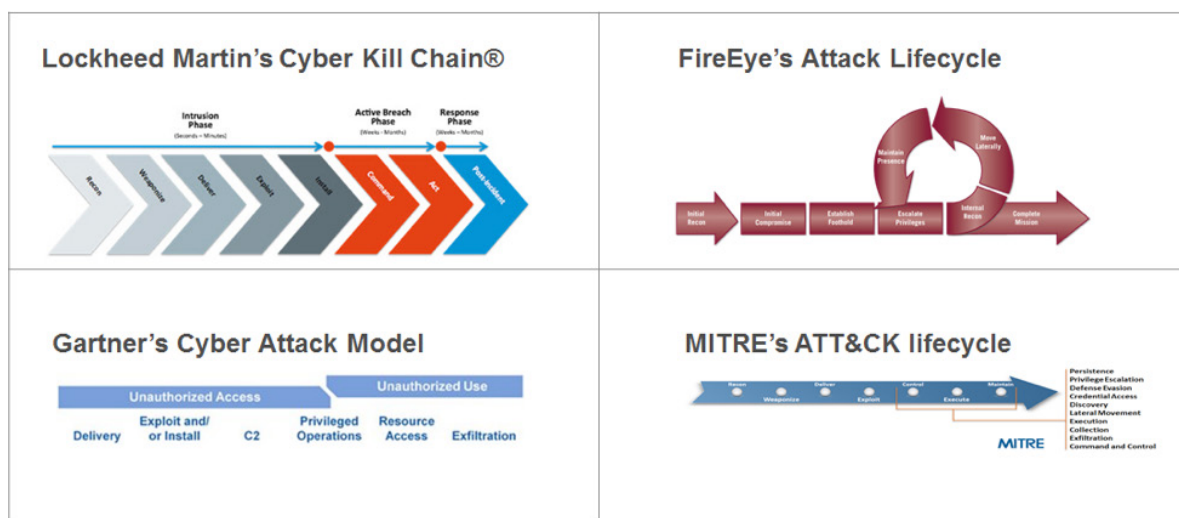 Lockheed Martin's Cyber Kill Chain®
Intrusion
Phase
(Seconds – Minutes)
Active Breach
Phase
(Weeks - Months)
Response
Phase
(Weeks – Months)
Recon
Weaponize
Deliver
Exploit
Install
Command
Act
Post-Incident
FireEye's Attack Lifecycle
Maintain
Presence
Move
Laterally
Initial
Recon
Initial
Compromise
Establish
Foothold
Escalate
Privileges
Internal
Recon
Complete
Mission
Gartner's Cyber Attack Model
Unauthorized Access
Unauthorized Use
Delivery
Exploit and/
or Install
C2
Privileged
Operations
Resource
Access
Exfiltration
MITRE's ATT&CK lifecycle
Recon
Weaponize
Deliver
Exploit
Control
Execute
Maintain
Persistence
Privilege Escalation
Defense Evasion
Credential Access
Discovery
Lateral Movement
Execution
Collection
Exfiltration
Command and Control
MITRE